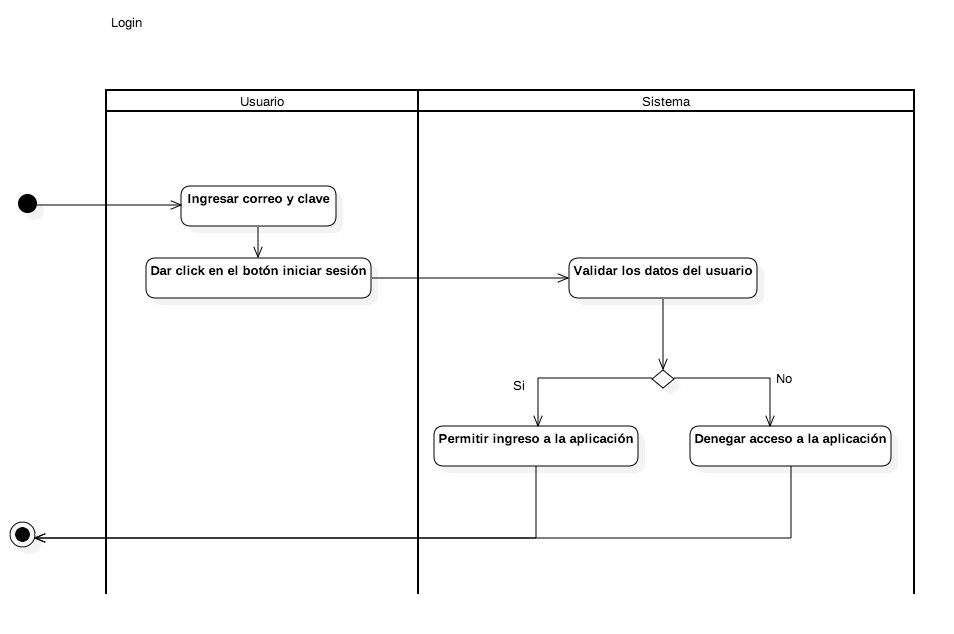 Login
Usuario
Sistema
Ingresar correo y clave
Dar click en el botón iniciar sesión
Validar los datos del usuario
Si
No
Permitir ingreso a la aplicación
Denegar acceso a la aplicación